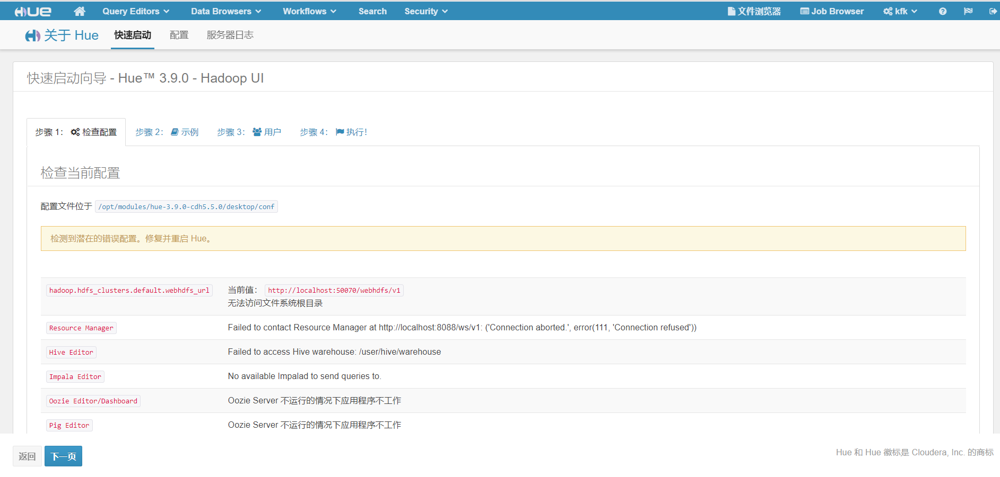 HUE Query Editors Data Browsers Workflows Search Security 文件浏览器 Job Browser kfk
关于 Hue 快速启动 配置 服务器日志
快速启动向导 - Hue™ 3.9.0 - Hadoop UI
步骤 1： 检查配置 步骤 2： 示例 步骤 3： 用户 步骤 4： 执行!
检查当前配置
配置文件位于 /opt/modules/hue-3.9.0-cdh5.5.0/desktop/conf
检测到潜在的错误配置。修复并重启 Hue。
hadoop.hdfs_clusters.default.webhdfs_url 当前值： http://localhost:50070/webhdfs/v1
无法访问文件系统根目录
Resource Manager Failed to contact Resource Manager at http://localhost:8088/ws/v1: ('Connection aborted.', error(111, 'Connection refused'))
Hive Editor Failed to access Hive warehouse: /user/hive/warehouse
Impala Editor No available Impalad to send queries to.
Oozie Editor/Dashboard Oozie Server 不运行的情况下应用程序不工作
Pig Editor Oozie Server 不运行的情况下应用程序不工作
返回 下一页 Hue 和 Hue 徽标是 Cloudera, Inc. 的商标